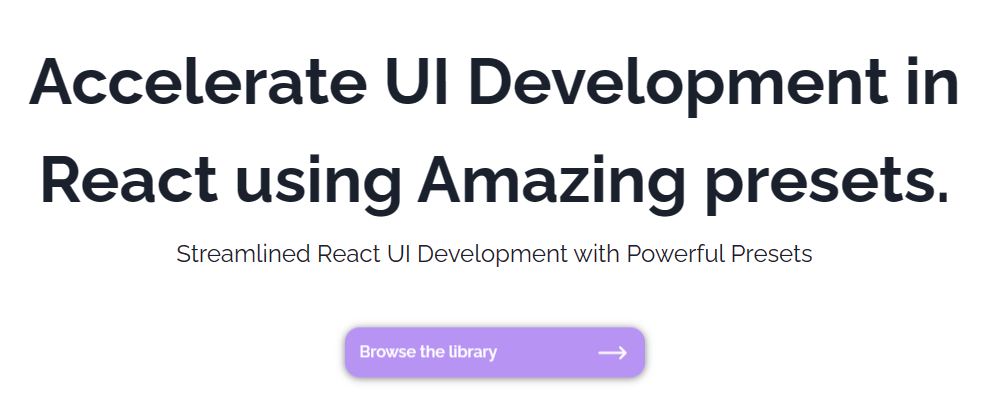 Accelerate UI Development in
React using Amazing presets.
Streamlined React UI Development with Powerful Presets
Browse the library